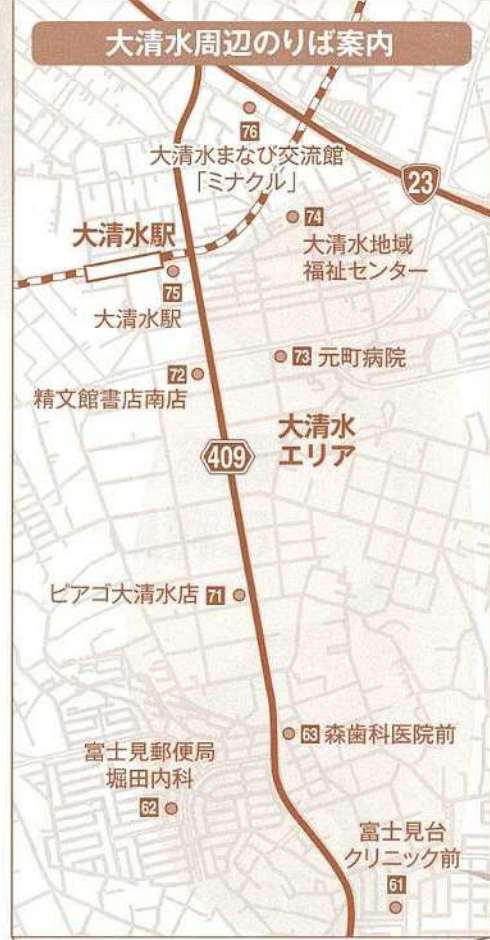 大清水周辺のりば案内
76
大清水まなび交流館
「ミナクル」
23
74
大清水地域
福祉センター
大清水駅
75
大清水駅
73 元町病院
72
精文館書店南店
大清水
エリア
409
ピアゴ大清水店 71
63 森歯科医院前
富士見郵便局
堀田内科
62
富士見台
クリニック前
61